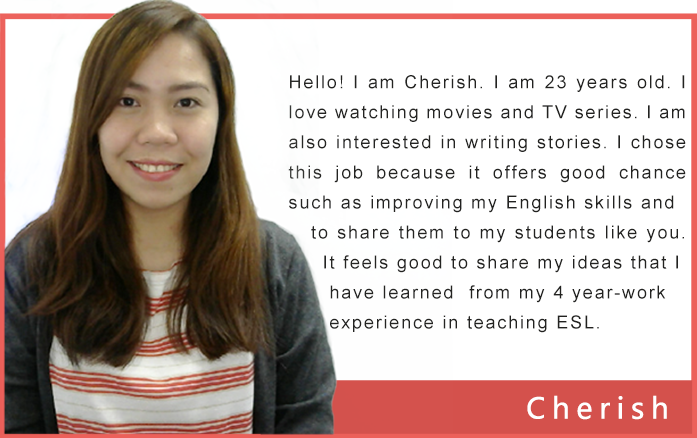 Hello! I am Cherish. I am 23 years old. I
love watching movies and TV series. I am
also interested in writing stories. I chose
this job because it offers good chance
such as improving my English skills and
to share them to my students like you.
It feels good to share my ideas that I
have learned from my 4 year-work
experience in teaching ESL.
Cherish